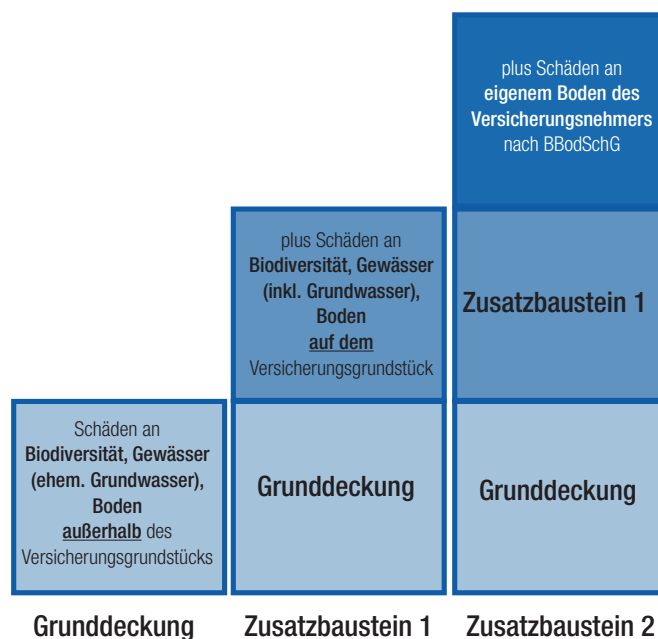 plus Schäden an
eigenem Boden des
Versicherungsnehmers
nach BBodSchG
plus Schäden an
Biodiversität, Gewässer
(inkl. Grundwasser),
Boden
auf dem
Versicherungsgrundstück
Zusatzbaustein 1
Schäden an
Biodiversität, Gewässer
(ehem. Grundwasser),
Boden
außerhalb des
Versicherungsgrundstücks
Grunddeckung
Grunddeckung
Grunddeckung
Zusatzbaustein 1
Zusatzbaustein 2